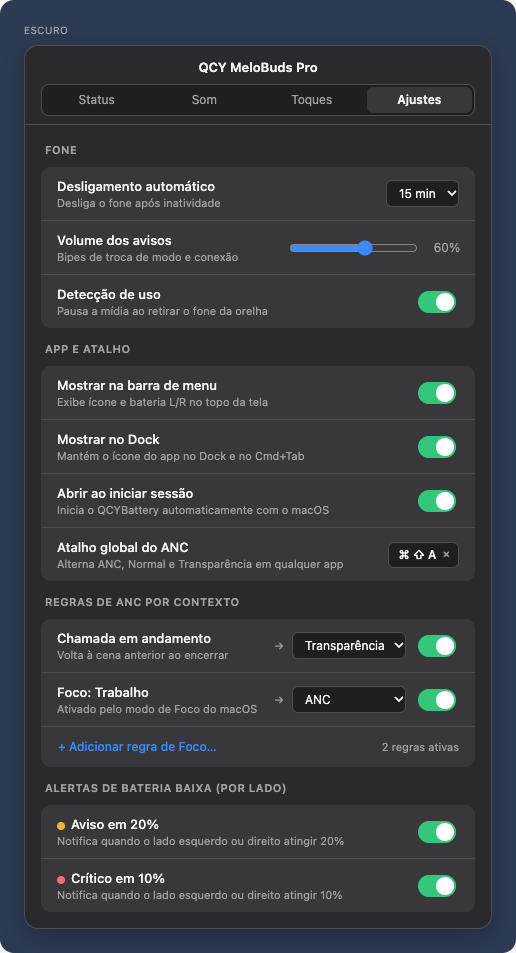 ESCURO
QCY MeloBuds Pro
Status Som Toques Ajustes
FONE
Desligamento automático
15 min
Desliga o fone após inatividade
Volume dos avisos
60%
Bipes de troca de modo e conexão
Detecção de uso
Pausa a mídia ao retirar o fone da orelha
APP E ATALHO
Mostrar na barra de menu
Exibe ícone e bateria L/R no topo da tela
Mostrar no Dock
Mantém o ícone do app no Dock e no Cmd+Tab
Abrir ao iniciar sessão
Inicia o QCYBattery automaticamente com o macOS
Atalho global do ANC
⌘ ⇧ A ×
Alterna ANC, Normal e Transparência em qualquer app
REGRAS DE ANC POR CONTEXTO
Chamada em andamento
→ Transparência
Volta à cena anterior ao encerrar
Foco: Trabalho
→ ANC
Ativado pelo modo de Foco do macOS
+ Adicionar regra de Foco... 2 regras ativas
ALERTAS DE BATERIA BAIXA (POR LADO)
Aviso em 20%
Notifica quando o lado esquerdo ou direito atingir 20%
Crítico em 10%
Notifica quando o lado esquerdo ou direito atingir 10%